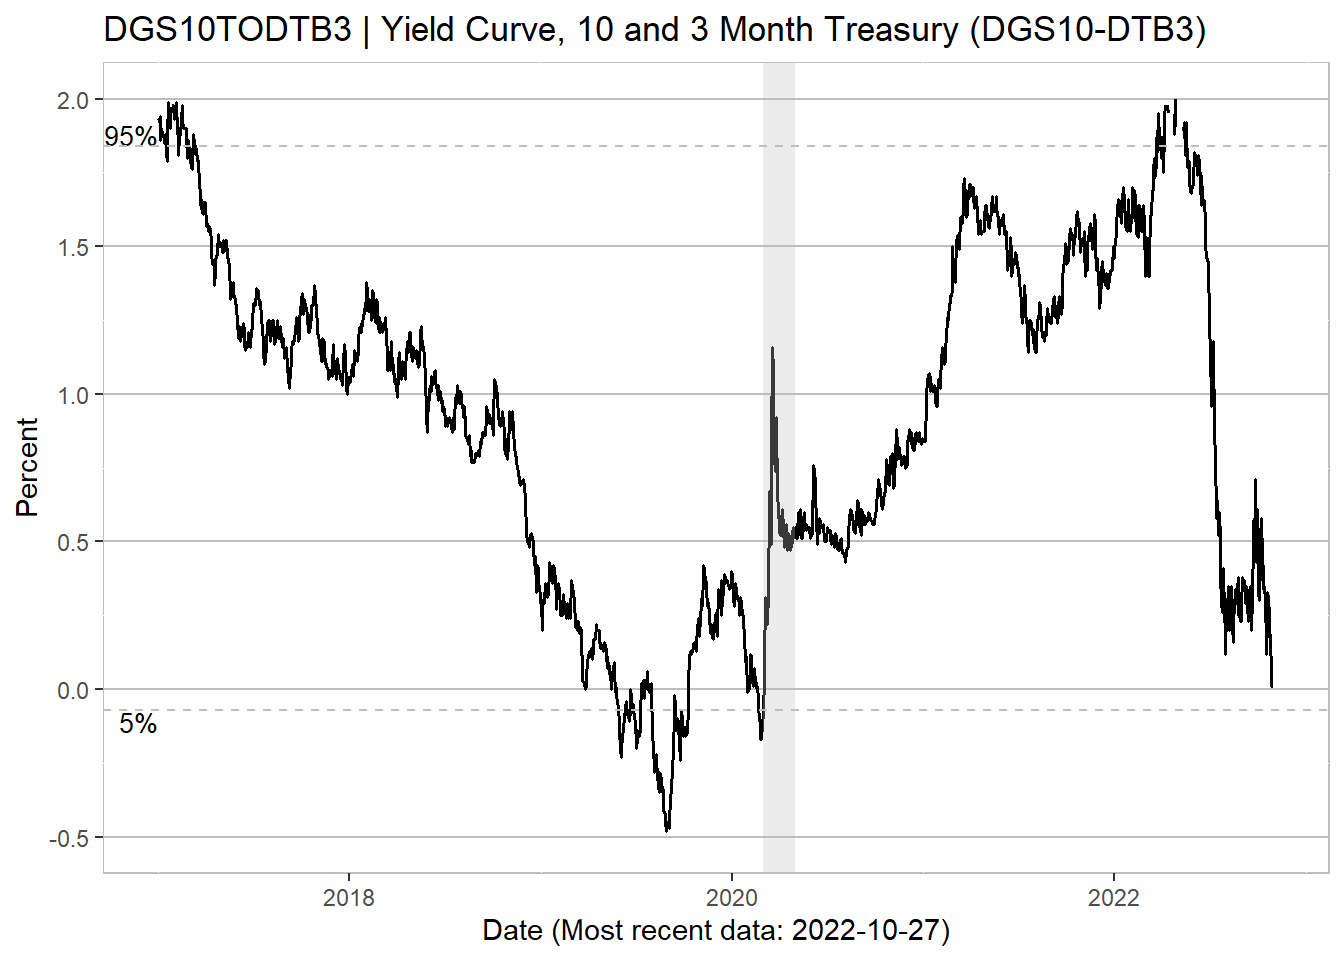 DGS10TODTB3 | Yield Curve, 10 and 3 Month Treasury (DGS10-DTB3)
2.0
95%
1.5
1.0
Percent
0.5
0.0
5%
-0.5
2018 2020 2022
Date (Most recent data: 2022-10-27)